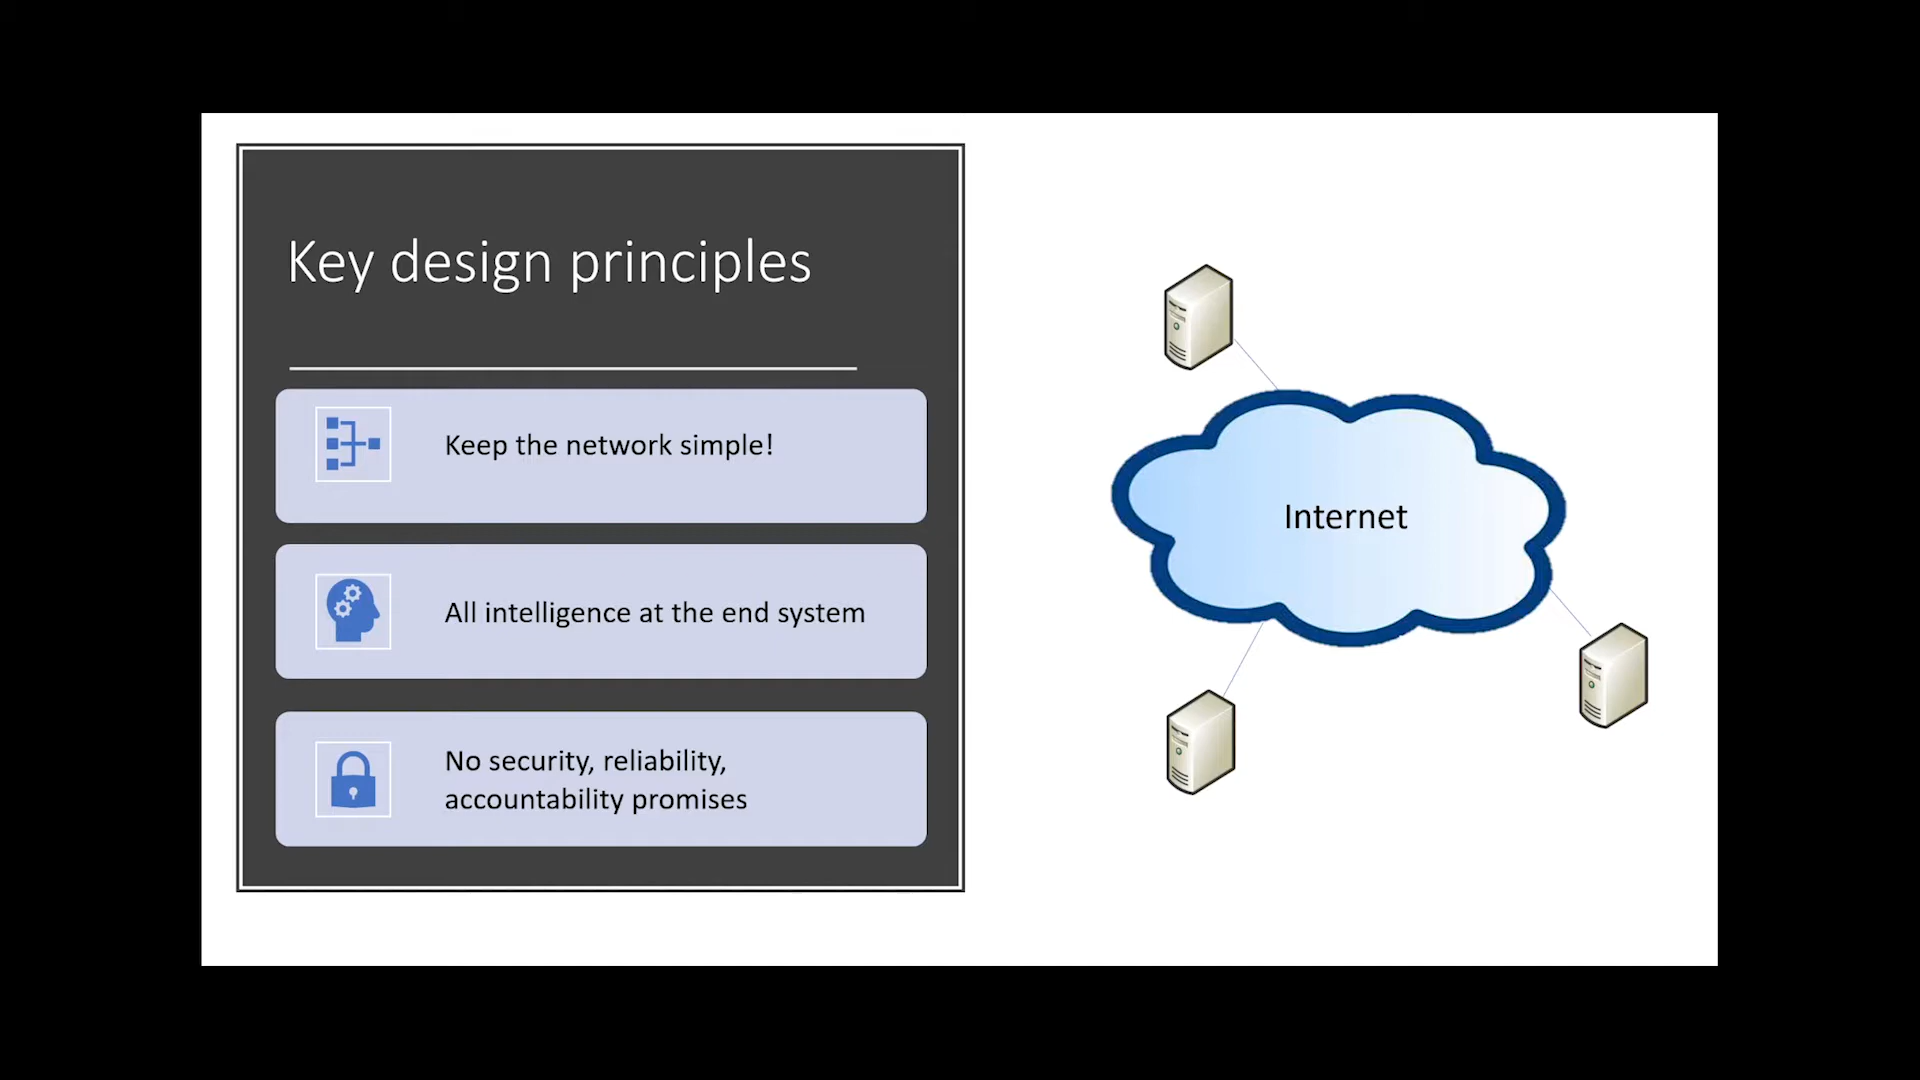 Key design principles
Keep the network simple!
All intelligence at the end system
No security, reliability,
accountability promises
Internet